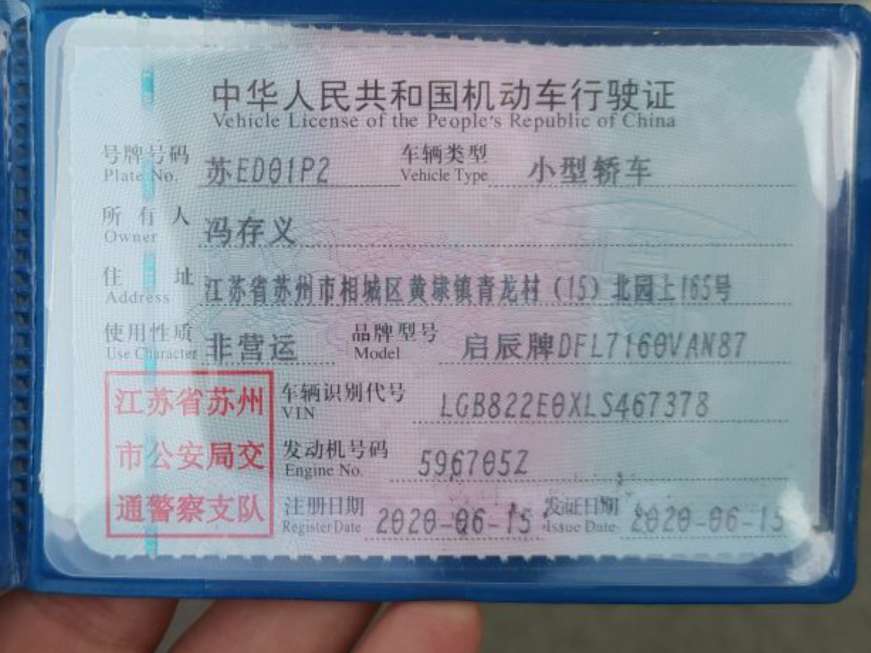 中华人民共和国机动车行驶证
Vehicle License of the People's Republic of China
号牌号码 苏ED01P2 车辆类型 小型轿车
Plate No. Vehicle Type
所有人 冯存义
Owner
住址 江苏省苏州市相城区黄埭镇青龙村（15）北园上165号
Address
使用性质 非营运 品牌型号 启辰牌DFL7160VAN87
Use Character Model
江苏省苏州 车辆识别代号 LGB822E0XLS467378
VIN
市公安局交 发动机号码 596705Z
Engine No.
通警察支队 注册日期 2020-06-15 发证日期 2020-06-15
Register Date Issue Date